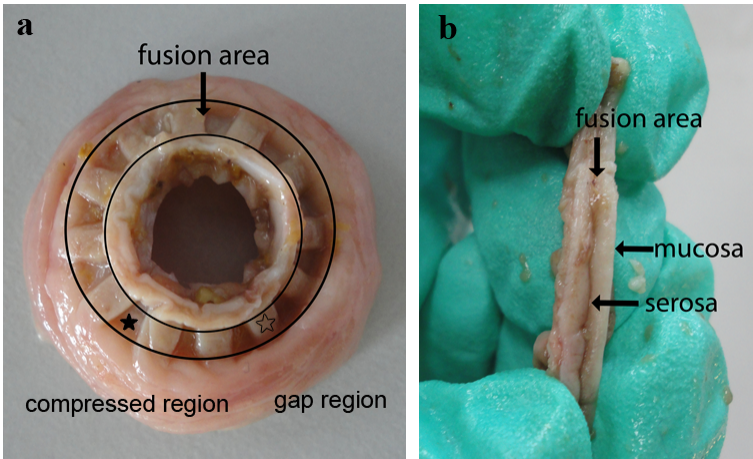 a
fusion area
compressed region
gap region
b
fusion area
mucosa
serosa